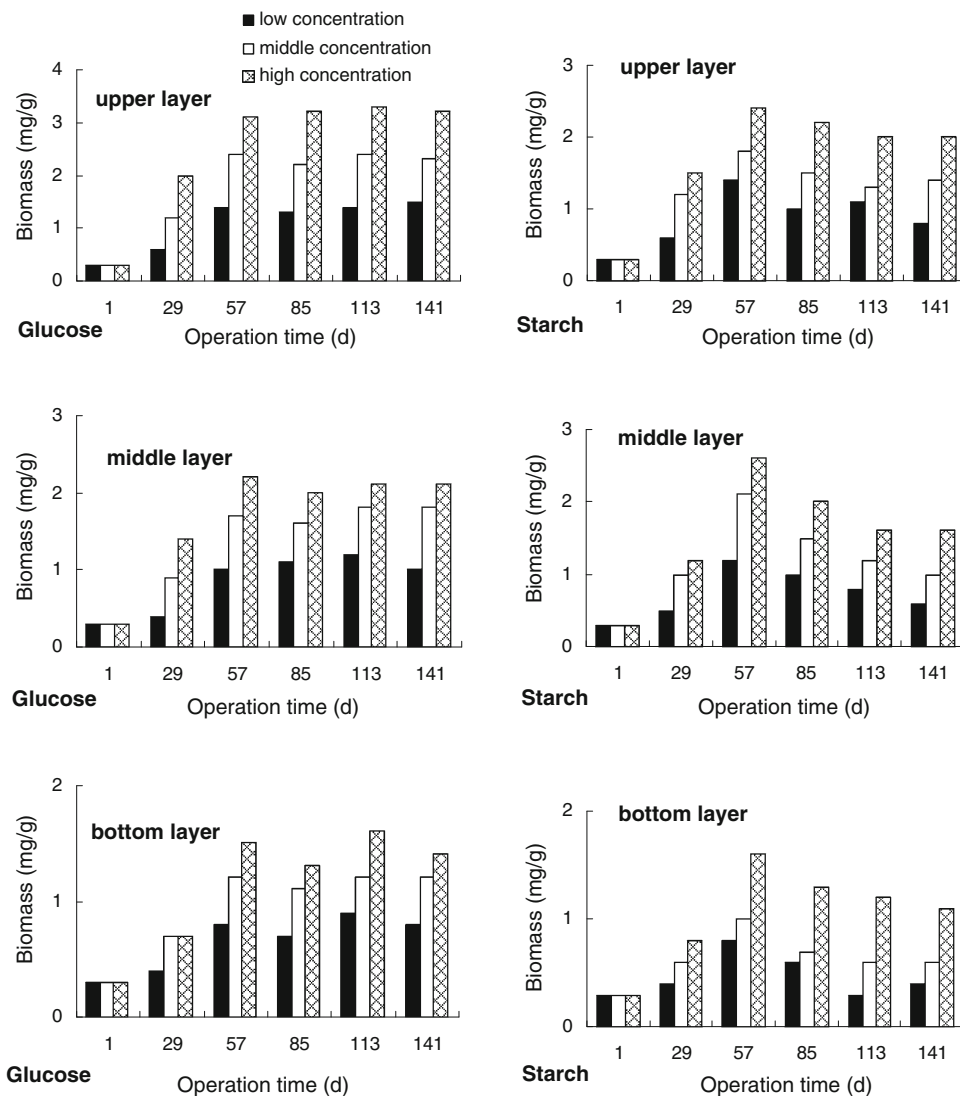 low concentration
middle concentration
high concentration
upper layer
Biomass (mg/g)
4
3
2
1
0
1 29 57 85 113 141
Glucose
Operation time (d)
upper layer
Biomass (mg/g)
3
2
1
0
1 29 57 85 113 141
Starch
Operation time (d)
middle layer
Biomass (mg/g)
3
2
1
0
1 29 57 85 113 141
Glucose
Operation time (d)
middle layer
Biomass (mg/g)
3
2
1
0
1 29 57 85 113 141
Starch
Operation time (d)
bottom layer
Biomass (mg/g)
2
1
0
1 29 57 85 113 141
Glucose
Operation time (d)
bottom layer
Biomass (mg/g)
2
1
0
1 29 57 85 113 141
Starch
Operation time (d)